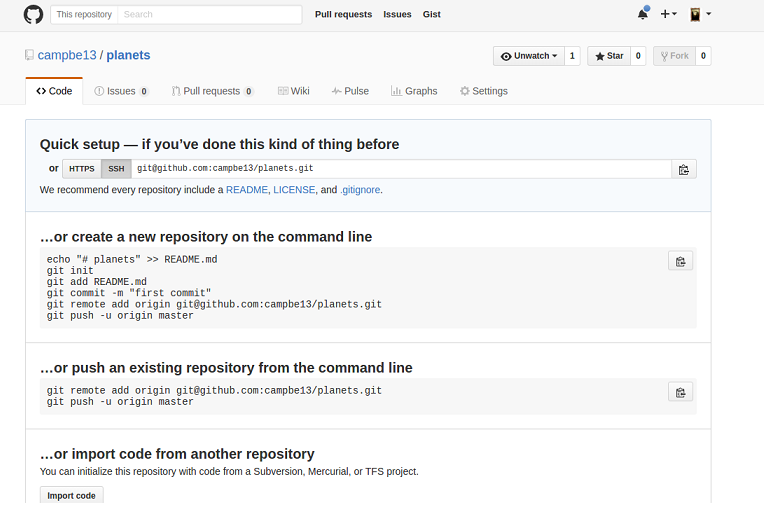 This repository Search Pull requests Issues Gist
campbe13 / planets Unwatch 1 Star 0 Fork 0
Code Issues 0 Pull requests 0 Wiki Pulse Graphs Settings
Quick setup — if you’ve done this kind of thing before
or HTTPS SSH git@github.com:campbe13/planets.git
We recommend every repository include a README, LICENSE, and .gitignore.
…or create a new repository on the command line
echo "# planets" >> README.md
git init
git add README.md
git commit -m "first commit"
git remote add origin git@github.com:campbe13/planets.git
git push -u origin master
…or push an existing repository from the command line
git remote add origin git@github.com:campbe13/planets.git
git push -u origin master
…or import code from another repository
You can initialize this repository with code from a Subversion, Mercurial, or TFS project.
Import code